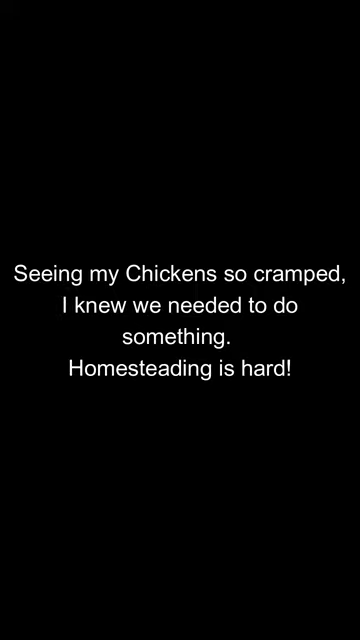 Seeing my Chickens so cramped,
I knew we needed to do
something.
Homesteading is hard!